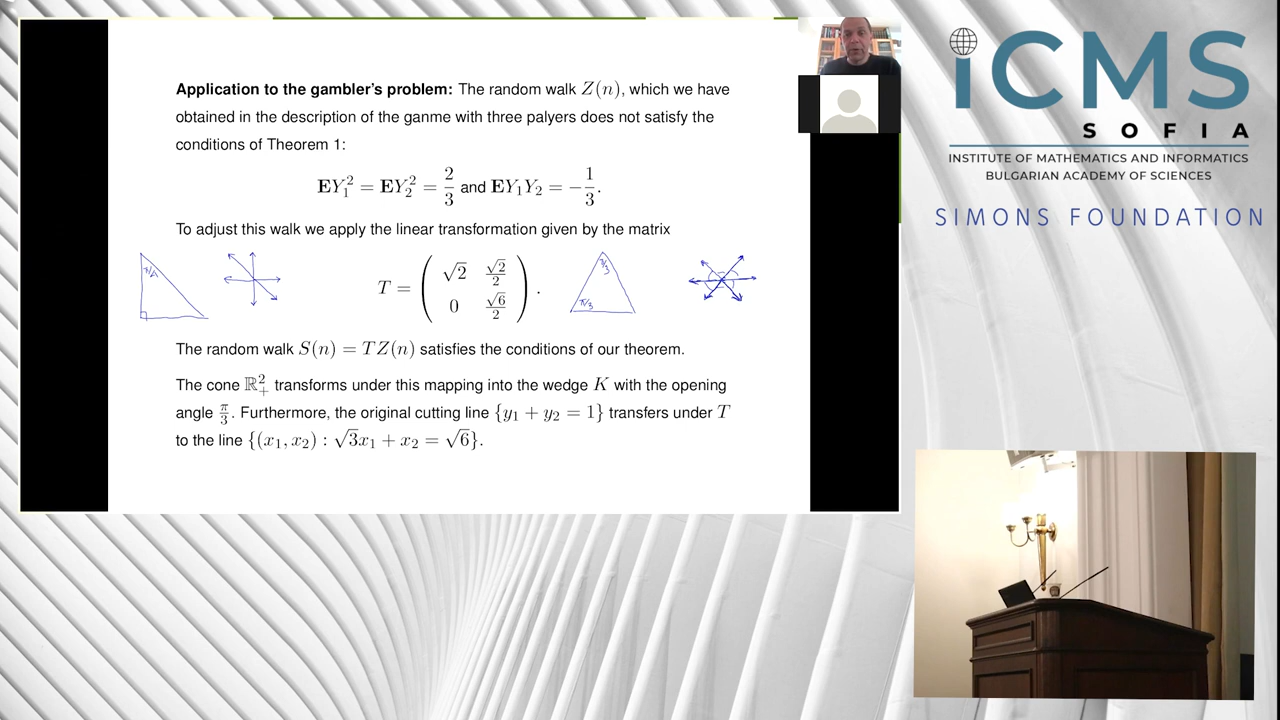 Application to the gambler's problem: The random walk Z(n), which we have
obtained in the description of the ganme with three palyers does not satisfy the
conditions of Theorem 1:
EY₁² = EY₂² = 2/3 and EY₁Y₂ = −1/3.
To adjust this walk we apply the linear transformation given by the matrix
π/4
T = ( √2 √2/2
0 √6/2 ) .
π/3
π/3
The random walk S(n) = TZ(n) satisfies the conditions of our theorem.
The cone ℝ²₊ transforms under this mapping into the wedge K with the opening
angle π/3. Furthermore, the original cutting line {y₁ + y₂ = 1} transfers under T
to the line {(x₁, x₂) : √3x₁ + x₂ = √6}.
iCMS
SOFIA
INSTITUTE OF MATHEMATICS AND INFORMATICS
BULGARIAN ACADEMY OF SCIENCES
SIMONS FOUNDATION